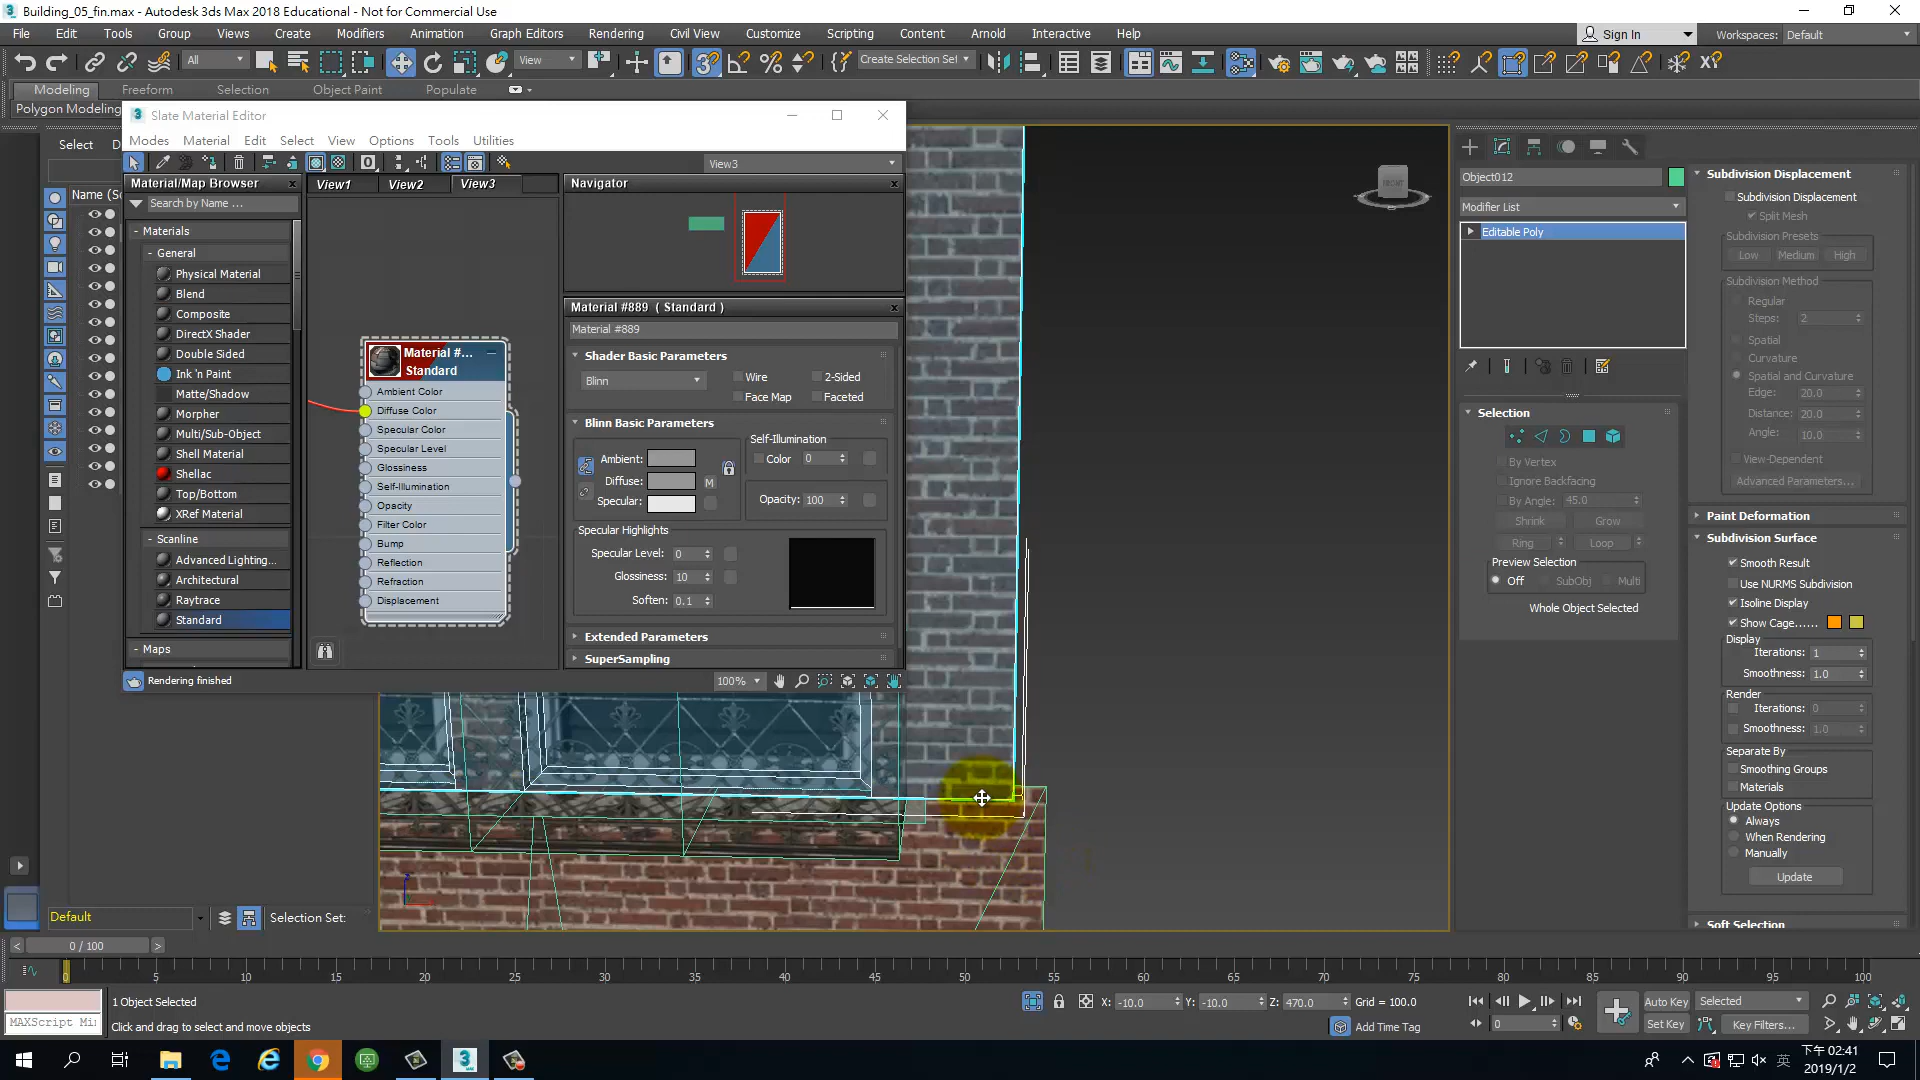 Building_05_fin.max - Autodesk 3ds Max 2018 Educational - Not for Commercial Use
File Edit Tools Group Views Create Modifiers Animation Graph Editors Rendering Civil View Customize Scripting Content Arnold Interactive Help
Sign In Workspaces: Default
All View Create Selection Set
Modeling Freeform Selection Object Paint Populate
Polygon Modeling
Slate Material Editor
Modes Material Edit Select View Options Tools Utilities
View3
Select
Name (S
Material/Map Browser
Search by Name ...
- Materials
- General
Physical Material
Blend
Composite
DirectX Shader
Double Sided
Ink 'n Paint
Matte/Shadow
Morpher
Multi/Sub-Object
Shell Material
Shellac
Top/Bottom
XRef Material
- Scanline
Advanced Lighting...
Architectural
Raytrace
Standard
- Maps
Rendering finished
View1 View2 View3
Material #...
Standard
Ambient Color
Diffuse Color
Specular Color
Specular Level
Glossiness
Self-Illumination
Opacity
Filter Color
Bump
Reflection
Refraction
Displacement
Navigator
Material #889 ( Standard )
Material #889
Shader Basic Parameters
Blinn Wire 2-Sided
Face Map Faceted
Blinn Basic Parameters
Self-Illumination
Ambient: Color 0
Diffuse: M
Specular: Opacity: 100
Specular Highlights
Specular Level: 0
Glossiness: 10
Soften: 0.1
Extended Parameters
SuperSampling
100%
FRONT
Object012
Modifier List
Editable Poly
Selection
By Vertex
Ignore Backfacing
By Angle: 45.0
Shrink Grow
Ring Loop
Preview Selection
Off SubObj Multi
Whole Object Selected
Subdivision Displacement
Subdivision Displacement
Split Mesh
Subdivision Presets
Low Medium High
Subdivision Method
Regular
Steps: 2
Spatial
Curvature
Spatial and Curvature
Edge: 20.0
Distance: 20.0
Angle: 10.0
View-Dependent
Advanced Parameters...
Paint Deformation
Subdivision Surface
Smooth Result
Use NURMS Subdivision
Isoline Display
Show Cage......
Display
Iterations: 1
Smoothness: 1.0
Render
Iterations: 0
Smoothness: 1.0
Separate By
Smoothing Groups
Materials
Update Options
Always
When Rendering
Manually
Update
Soft Selection
Default Selection Set:
< 0 / 100 >
0 5 10 15 20 25 30 35 40 45 50 55 60 65 70 75 80 85 90 95 100
1 Object Selected
X: -10.0 Y: -10.0 Z: 470.0 Grid = 100.0
Auto Key Selected
MAXScript Mi
Click and drag to select and move objects
Add Time Tag
0
Set Key Key Filters...
英
下午 02:41
2019/1/2